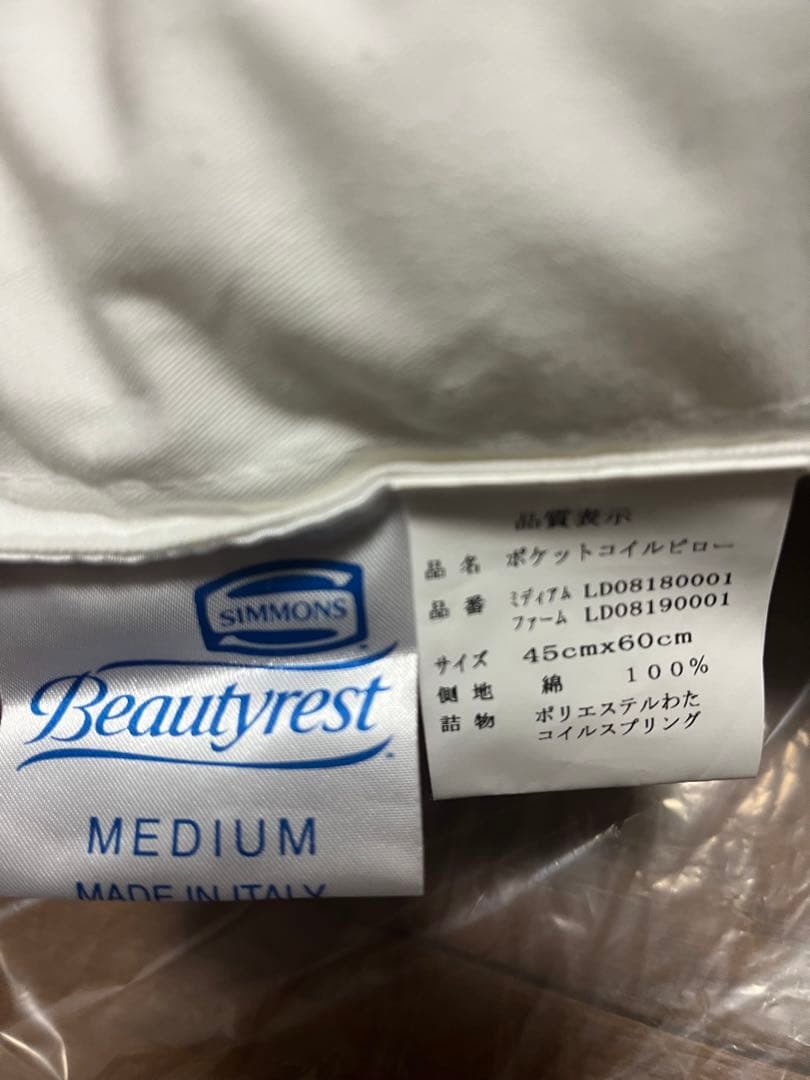 SIMMONS
Beautyrest
MEDIUM
MADE IN ITALY
品質表示
品名 ポケットコイルピロー
品番 ミディアム LD08180001
ファーム LD08190001
サイズ 45cmx60cm
側地 綿 100%
詰物 ポリエステルわた
コイルスプリング